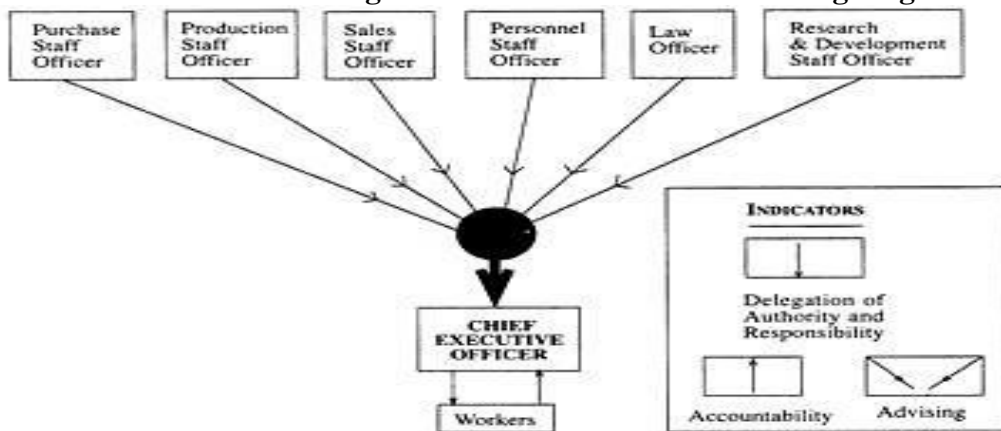 Purchase
Staff
Officer
Production
Staff
Officer
Sales
Staff
Officer
Personnel
Staff
Officer
Law
Officer
Research
& Development
Staff Officer
INDICATORS
Delegation of
Authority and
Responsibility
CHIEF
EXECUTIVE
OFFICER
Accountability
Advising
Workers